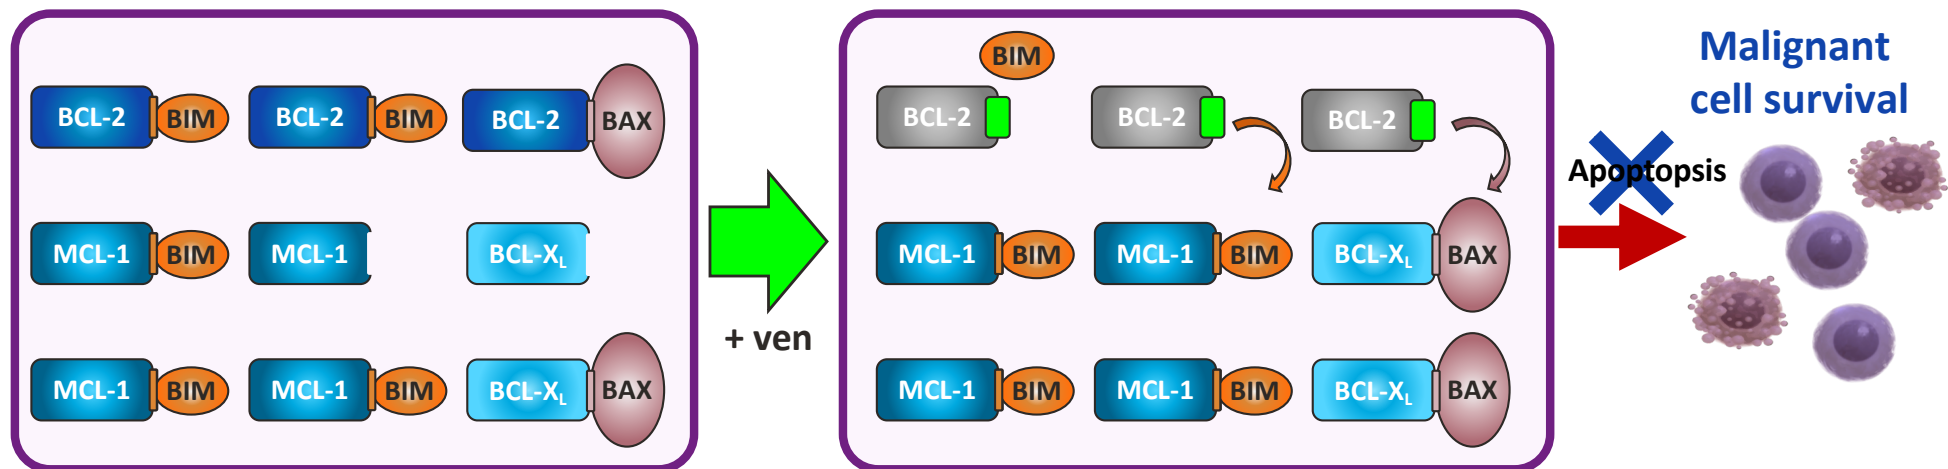 BCL-2 BIM BCL-2 BIM BCL-2 BAX
MCL-1 BIM MCL-1 BCL-XL
MCL-1 BIM MCL-1 BIM BCL-XL BAX
+ ven
BIM
BCL-2 BCL-2 BCL-2
MCL-1 BIM MCL-1 BIM BCL-XL BAX
MCL-1 BIM MCL-1 BIM BCL-XL BAX
Malignant
cell survival
Apoptopsis